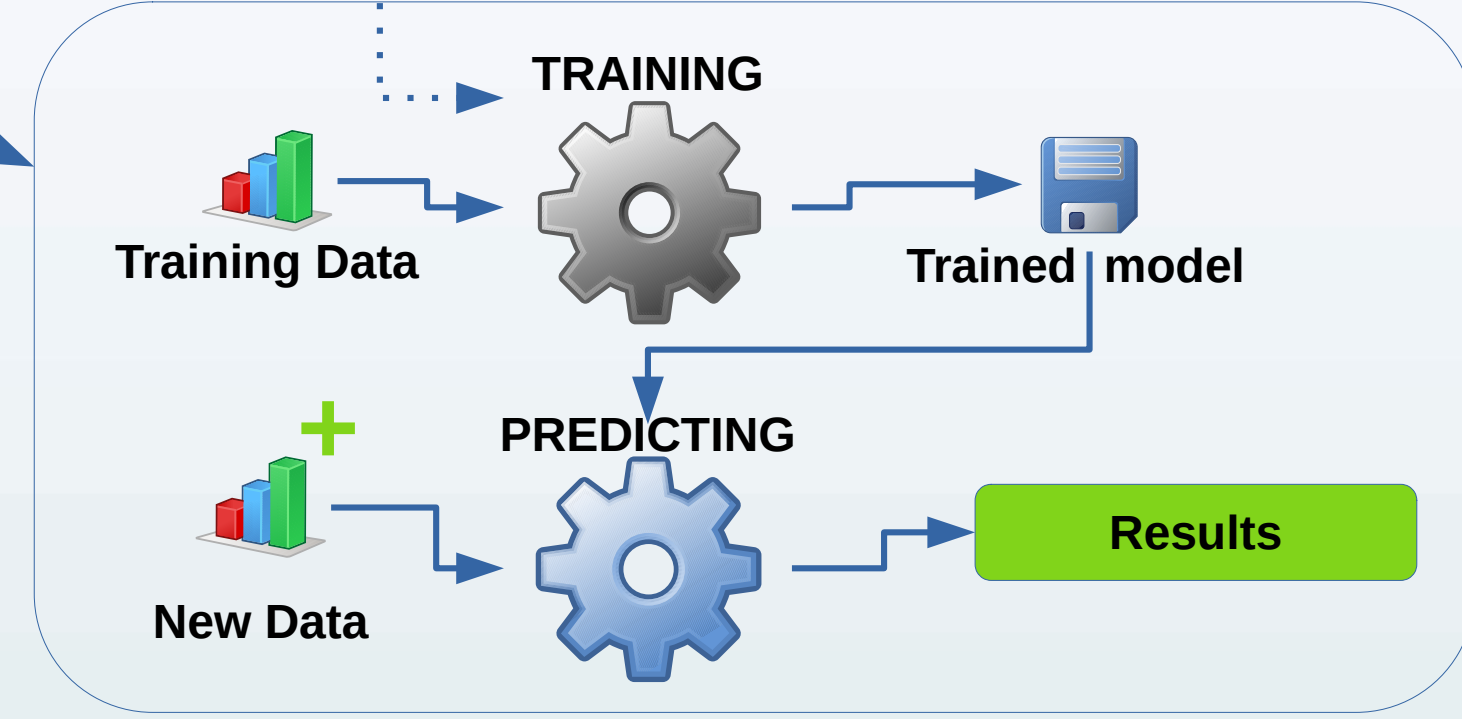 TRAINING
Training Data
Trained model
PREDICTING
New Data
Results